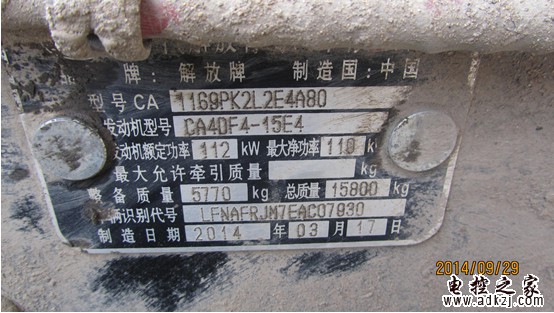 牌：解放牌 制造国：中国
型号CA 1169PK2L2E4A80
发动机型号 CA4DF4-15E4
发动机额定功率 112 kW 最大净功率 110 k
最大允许牵引质量 kg
整备质量 5770 kg 总质量 15800 kg
车辆识别代号 LFNAFRJM7EAC07930
制造日期 2014 年 03 月 17 日
2014/09/29
电控之家
www.adkzj.com